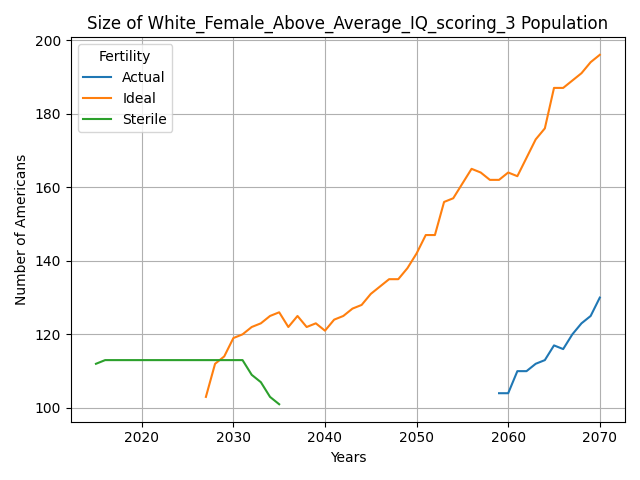 Size of White_Female_Above_Average_IQ_scoring_3 Population
Fertility
Actual
Ideal
Sterile
Number of Americans
200
180
160
140
120
100
2020 2030 2040 2050 2060 2070
Years